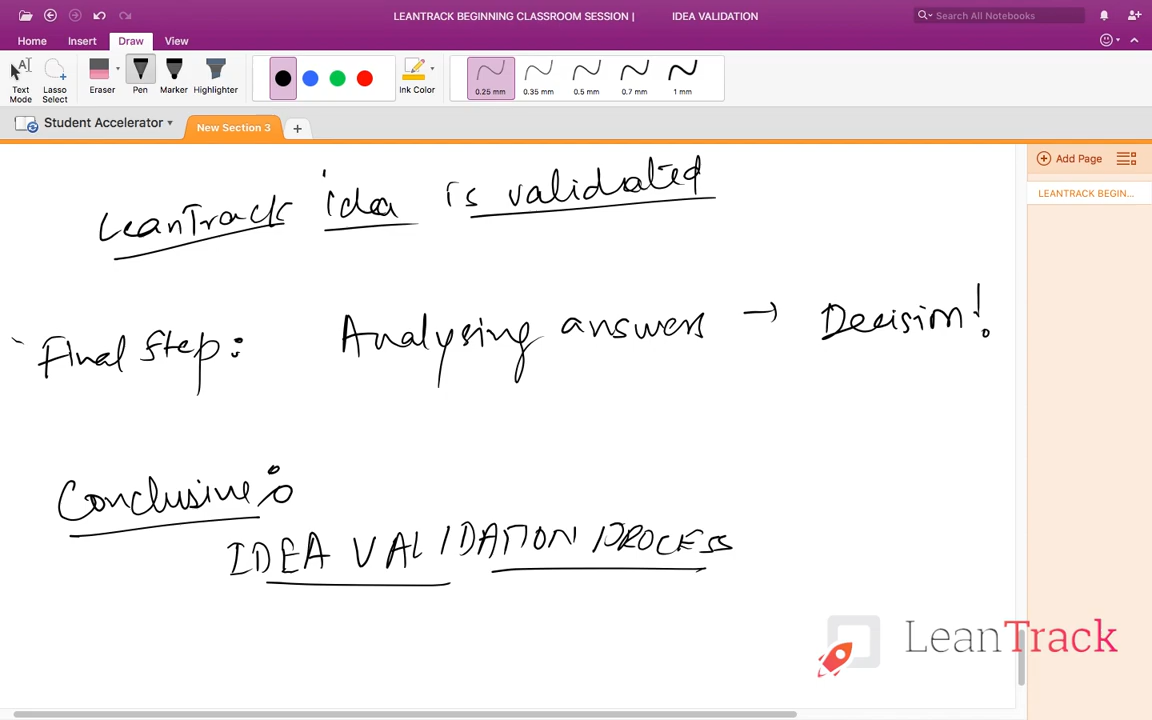 LEANTRACK BEGINNING CLASSROOM SESSION | IDEA VALIDATION
Search All Notebooks
Home Insert Draw View
Text Mode
Lasso Select
Eraser
Pen
Marker
Highlighter
Ink Color
0.25 mm 0.35 mm 0.5 mm 0.7 mm 1 mm
Student Accelerator
New Section 3
+
Add Page
LEANTRACK BEGIN...
LeanTrack idea is validated
Final Step: Analysing answers → Decision!
Conclusive:
IDEA VALIDATION PROCESS
LeanTrack